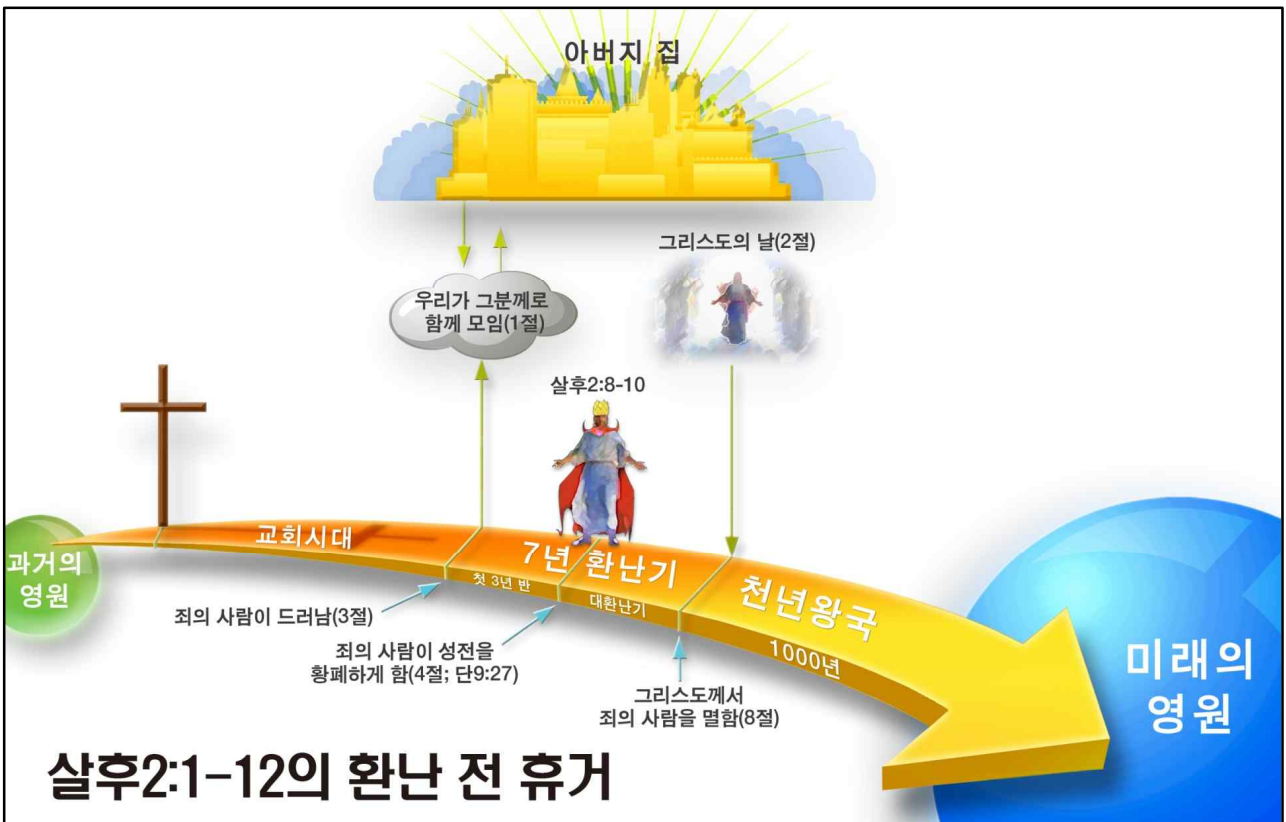 아버지 집
그리스도의 날(2절)
우리가 그분께로
함께 모임(1절)
살후2:8-10
과거의
영원
교회시대
7년 환난기
첫 3년 반
대환난기
천년왕국
1000년
죄의 사람이 드러남(3절)
죄의 사람이 성전을
황폐하게 함(4절; 단9:27)
그리스도께서
죄의 사람을 멸함(8절)
미래의
영원
살후2:1-12의 환난 전 휴거